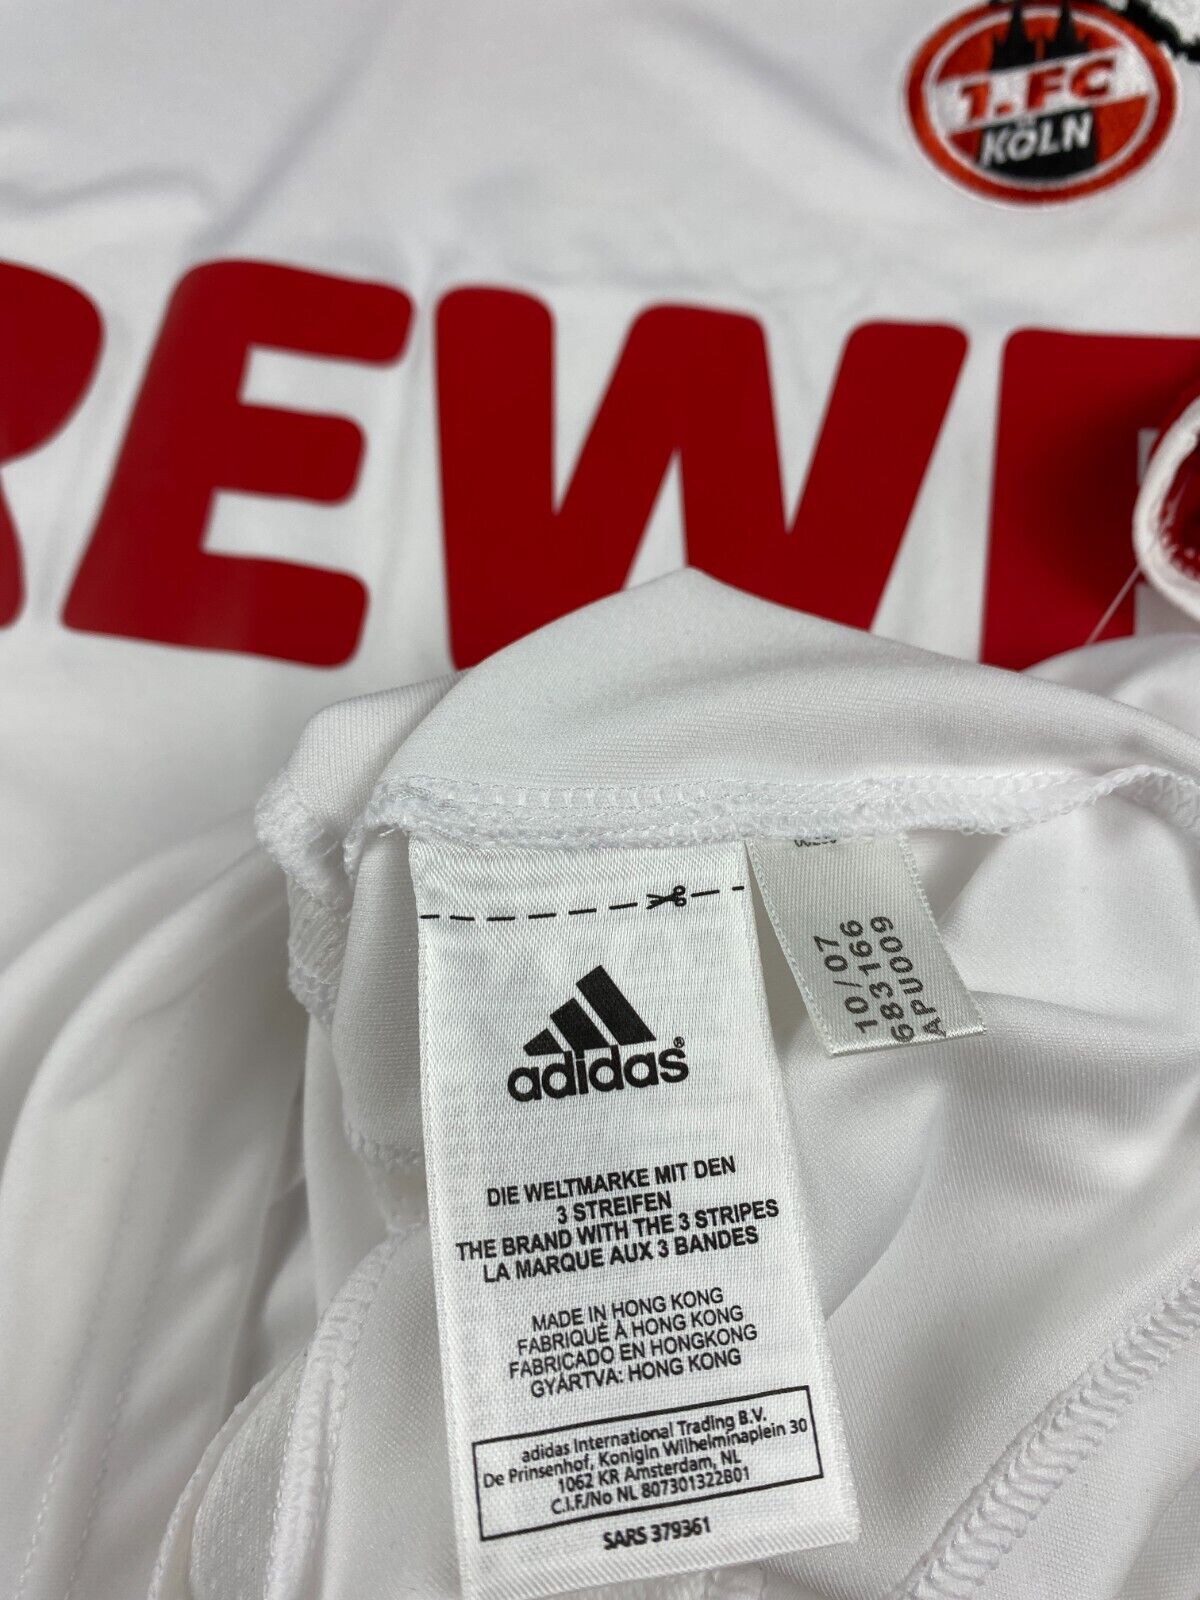 1.FC
KÖLN
REWE
adidas
DIE WELTMARKE MIT DEN
3 STREIFEN
THE BRAND WITH THE 3 STRIPES
LA MARQUE AUX 3 BANDES
MADE IN HONG KONG
FABRIQUÉ À HONG KONG
FABRICADO EN HONGKONG
GYÁRTVA: HONG KONG
adidas International Trading B.V.
De Prinsenhof, Konigin Wilhelminaplein 30
1062 KR Amsterdam, NL
C.I.F./No NL 807301322B01
SARS 379361
10/07
683166
APU009